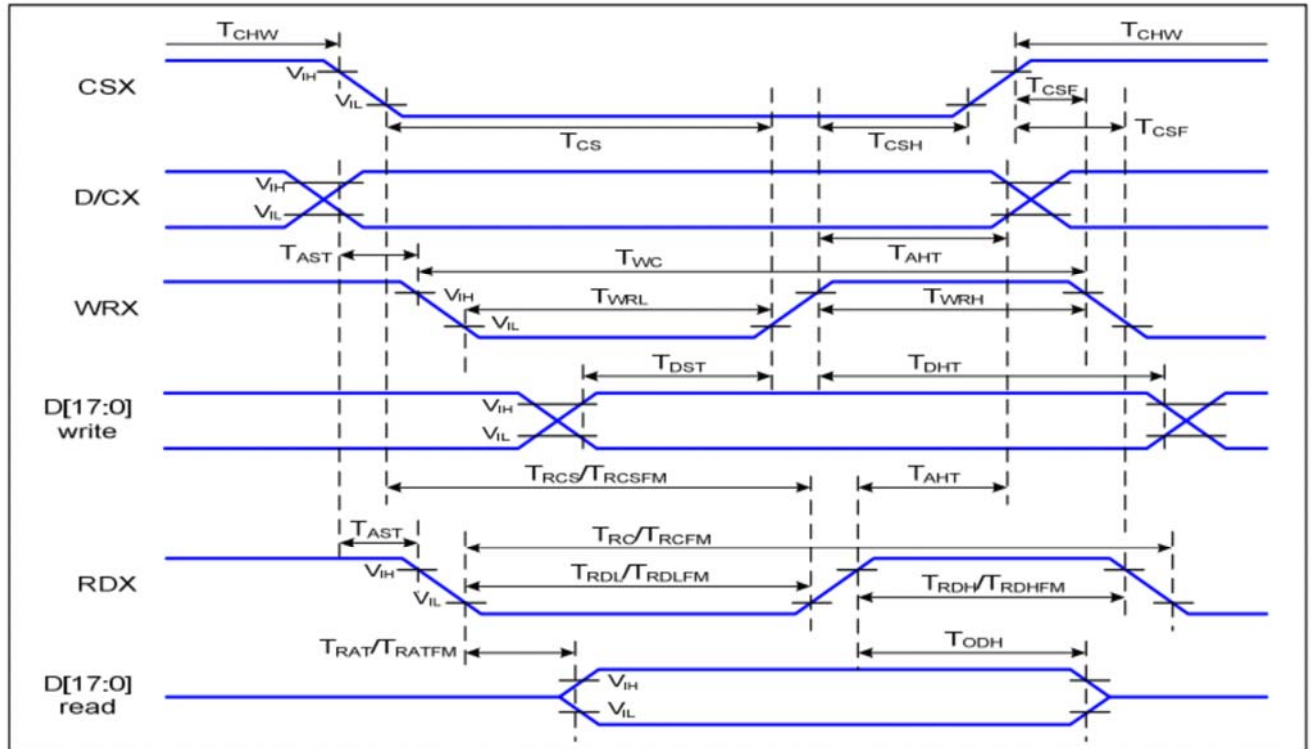 TCHW TCHW
CSX VIH
VIL
TCSF
TCSF
TCS TCSH
D/CX VIH
VIL
TAST TWC TAHT
WRX VIH TWRL TWRH
VIL
TDST TDHT
D[17:0] VIH
write VIL
TRCS/TRCSFM TAHT
TAST TRC/TRCFM
RDX VIH TRDL/TRDLFM TRDH/TRDHFM
VIL
TRAT/TRATFM TODH
D[17:0] VIH
read VIL